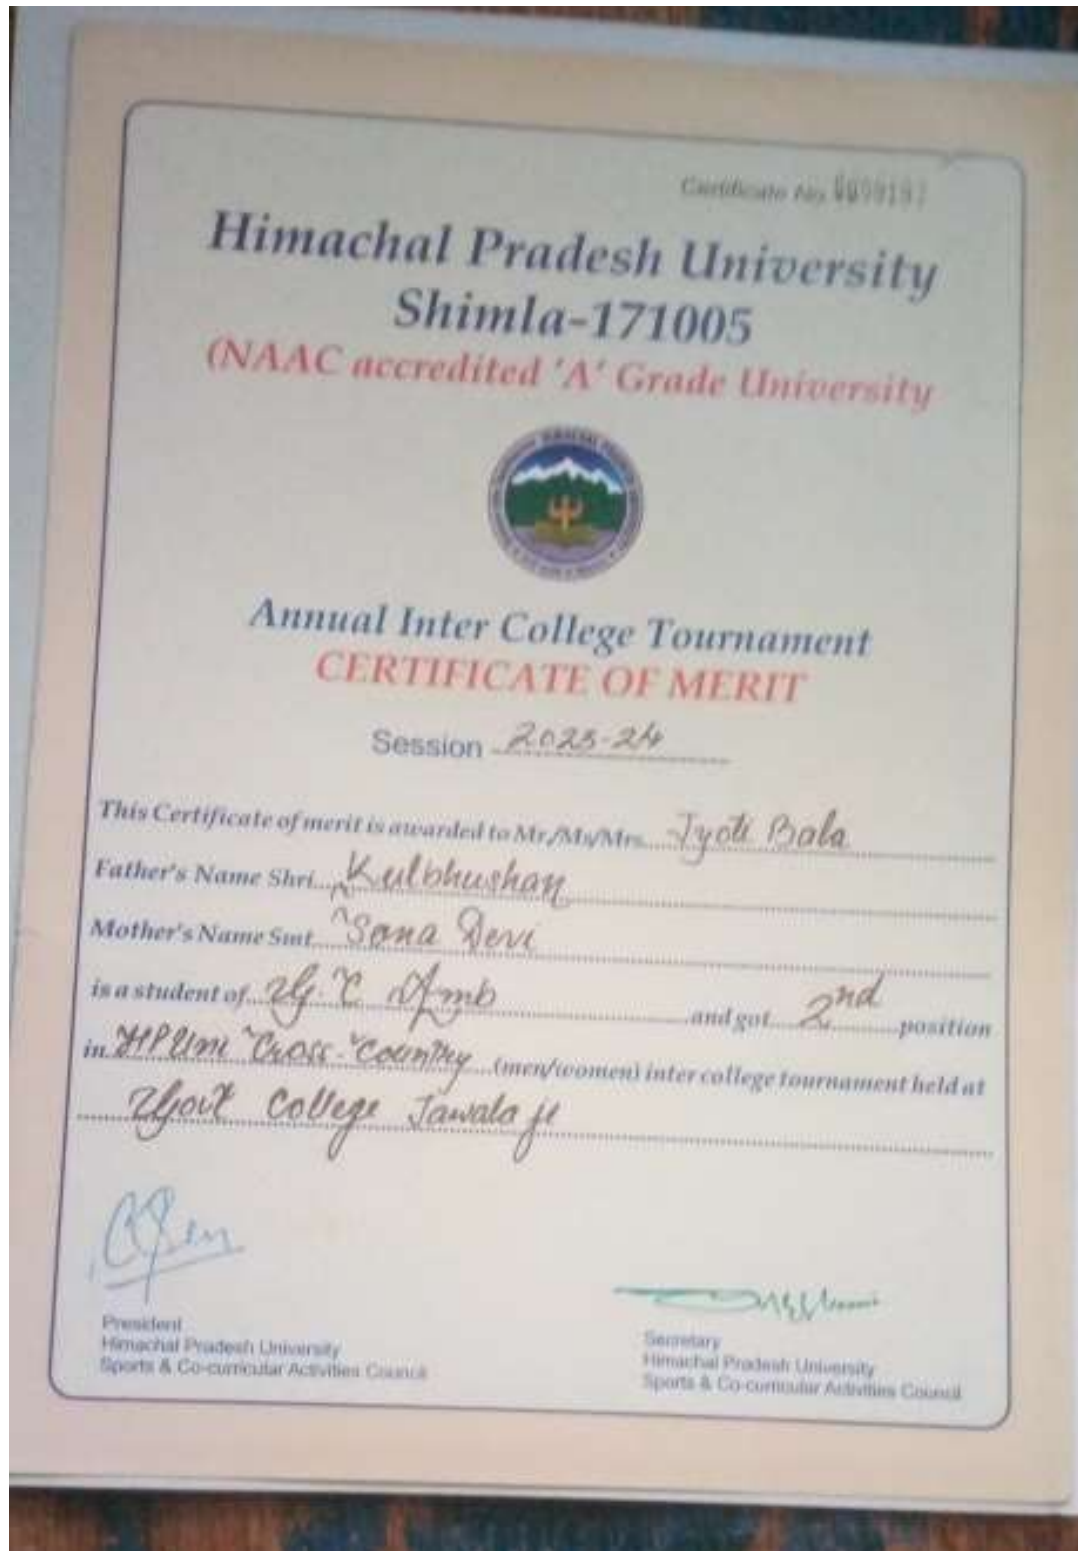 Certificate No.
Himachal Pradesh University
Shimla-171005
(NAAC accredited 'A' Grade University
Annual Inter College Tournament
CERTIFICATE OF MERIT
Session 2023-24
This Certificate of merit is awarded to Mr./Ms/Mrs. Jyoti Bala
Father's Name Shri Kulbhushan
Mother's Name Smt. Sona Devi
is a student of G.C Amb and got 2nd position
in HPUni Cross-Country (men/women) inter college tournament held at
Govt College Jawala ji
President
Himachal Pradesh University
Sports & Co-curricular Activities Council
Secretary
Himachal Pradesh University
Sports & Co-curricular Activities Council